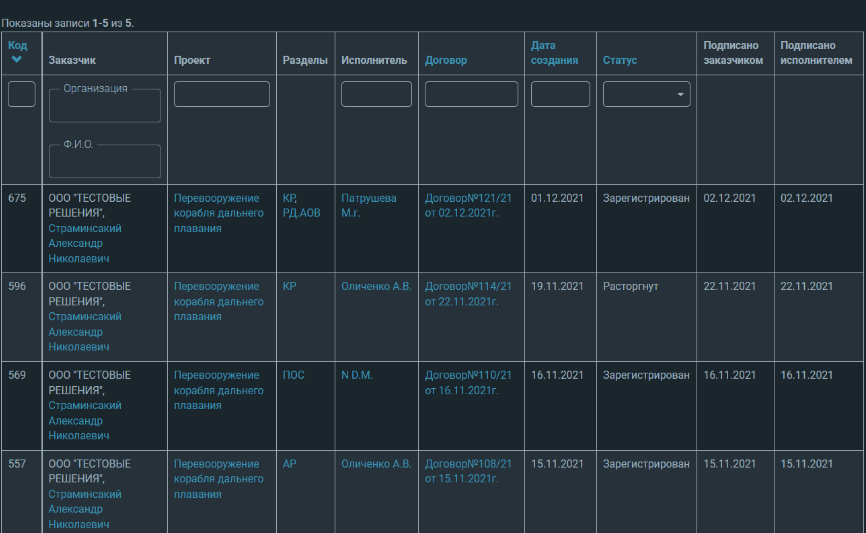 Показаны записи 1-5 из 5.
Код
Заказчик
Проект
Разделы
Исполнитель
Договор
Дата
создания
Статус
Подписано
заказчиком
Подписано
исполнителем
Организация
Ф.И.О.
675
ООО "ТЕСТОВЫЕ
РЕШЕНИЯ",
Страминсакий
Александр
Николаевич
Перевооружение
корабля дальнего
плавания
КР,
РД.АОВ
Патрушева
М.г.
Договор№121/21
от 02.12.2021г.
01.12.2021
Зарегистрирован
02.12.2021
02.12.2021
596
ООО "ТЕСТОВЫЕ
РЕШЕНИЯ",
Страминсакий
Александр
Николаевич
Перевооружение
корабля дальнего
плавания
КР
Оличенко А.В.
Договор№114/21
от 22.11.2021г.
19.11.2021
Расторгнут
22.11.2021
22.11.2021
569
ООО "ТЕСТОВЫЕ
РЕШЕНИЯ",
Страминсакий
Александр
Николаевич
Перевооружение
корабля дальнего
плавания
ПОС
N D.M.
Договор№110/21
от 16.11.2021г.
16.11.2021
Зарегистрирован
16.11.2021
16.11.2021
557
ООО "ТЕСТОВЫЕ
РЕШЕНИЯ",
Страминсакий
Александр
Николаевич
Перевооружение
корабля дальнего
плавания
АР
Оличенко А.В.
Договор№108/21
от 15.11.2021г.
15.11.2021
Зарегистрирован
15.11.2021
15.11.2021